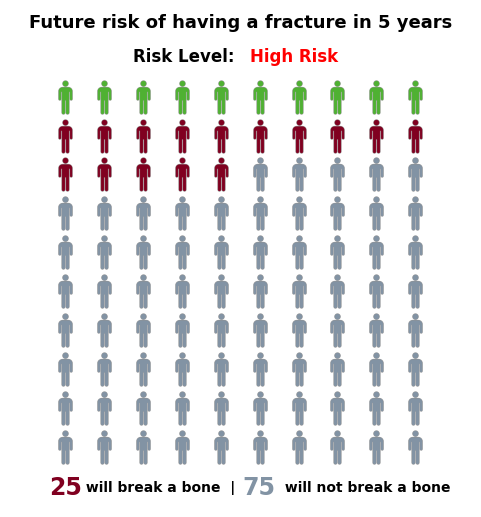 Future risk of having a fracture in 5 years
Risk Level: High Risk
25 will break a bone | 75 will not break a bone